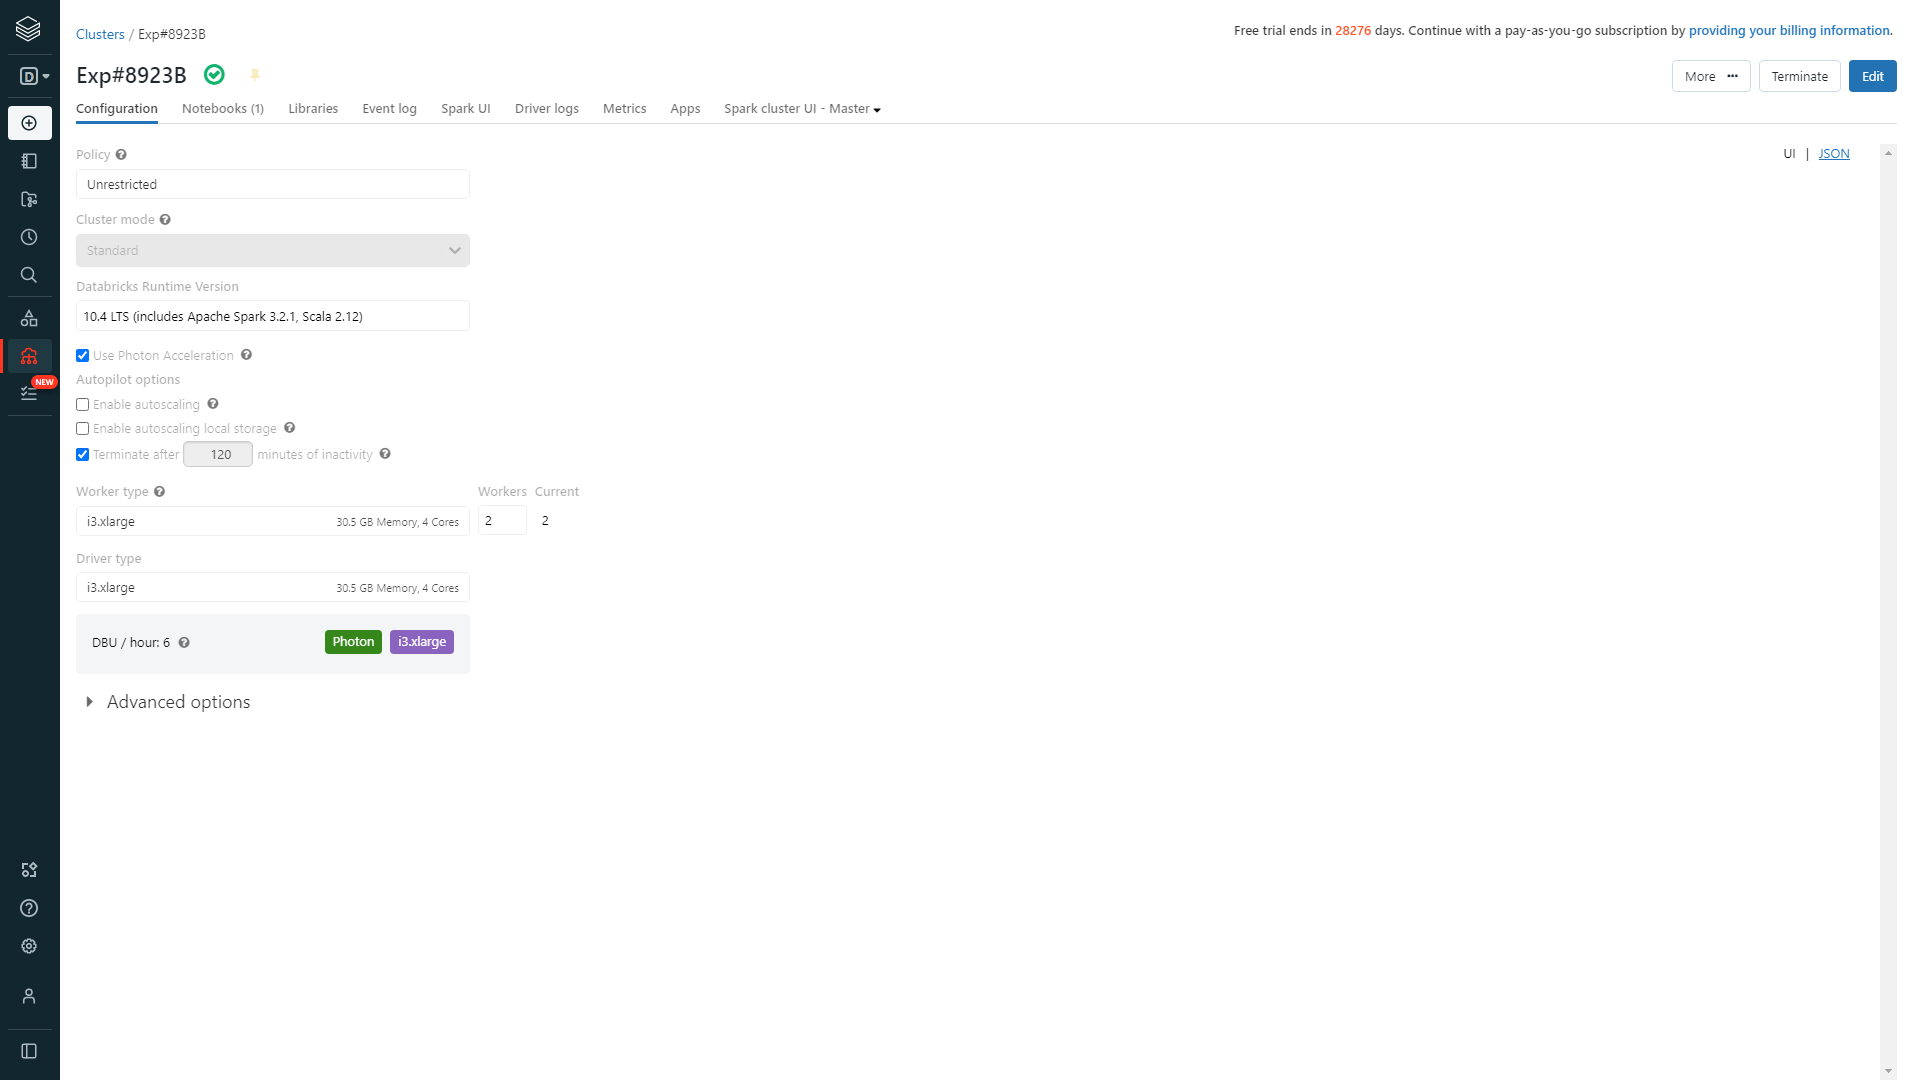 Clusters / Exp#8923B
Free trial ends in 28276 days. Continue with a pay-as-you-go subscription by providing your billing information.
D
Exp#8923B
More ••• Terminate Edit
Configuration Notebooks (1) Libraries Event log Spark UI Driver logs Metrics Apps Spark cluster UI - Master
UI | JSON
Policy
Unrestricted
Cluster mode
Standard
Databricks Runtime Version
10.4 LTS (includes Apache Spark 3.2.1, Scala 2.12)
Use Photon Acceleration
Autopilot options
NEW
Enable autoscaling
Enable autoscaling local storage
Terminate after 120 minutes of inactivity
Worker type Workers Current
i3.xlarge 30.5 GB Memory, 4 Cores 2 2
Driver type
i3.xlarge 30.5 GB Memory, 4 Cores
DBU / hour: 6 Photon i3.xlarge
Advanced options